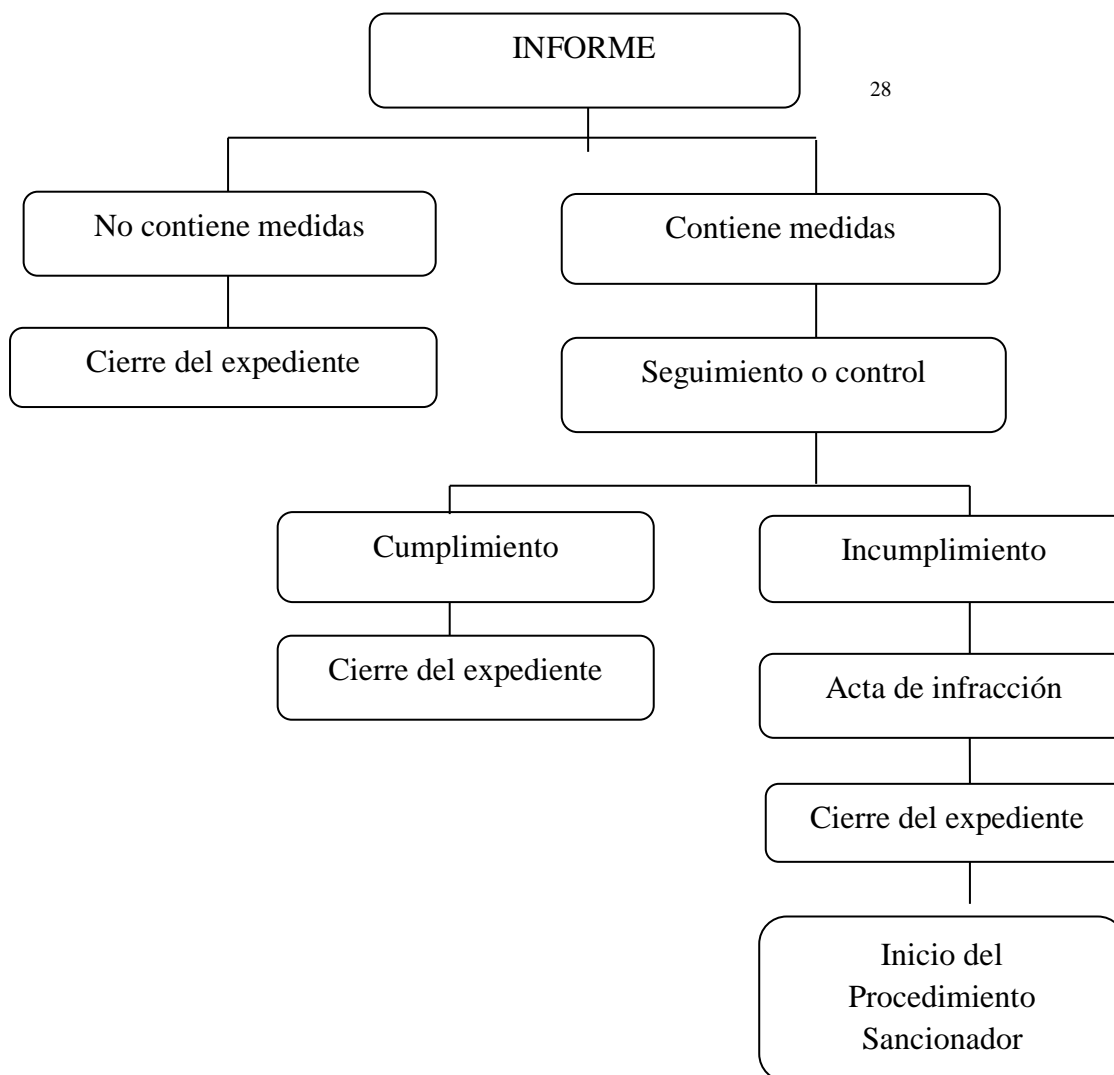 INFORME
28
No contiene medidas
Contiene medidas
Cierre del expediente
Seguimiento o control
Cumplimiento
Incumplimiento
Cierre del expediente
Acta de infracción
Cierre del expediente
Inicio del
Procedimiento
Sancionador